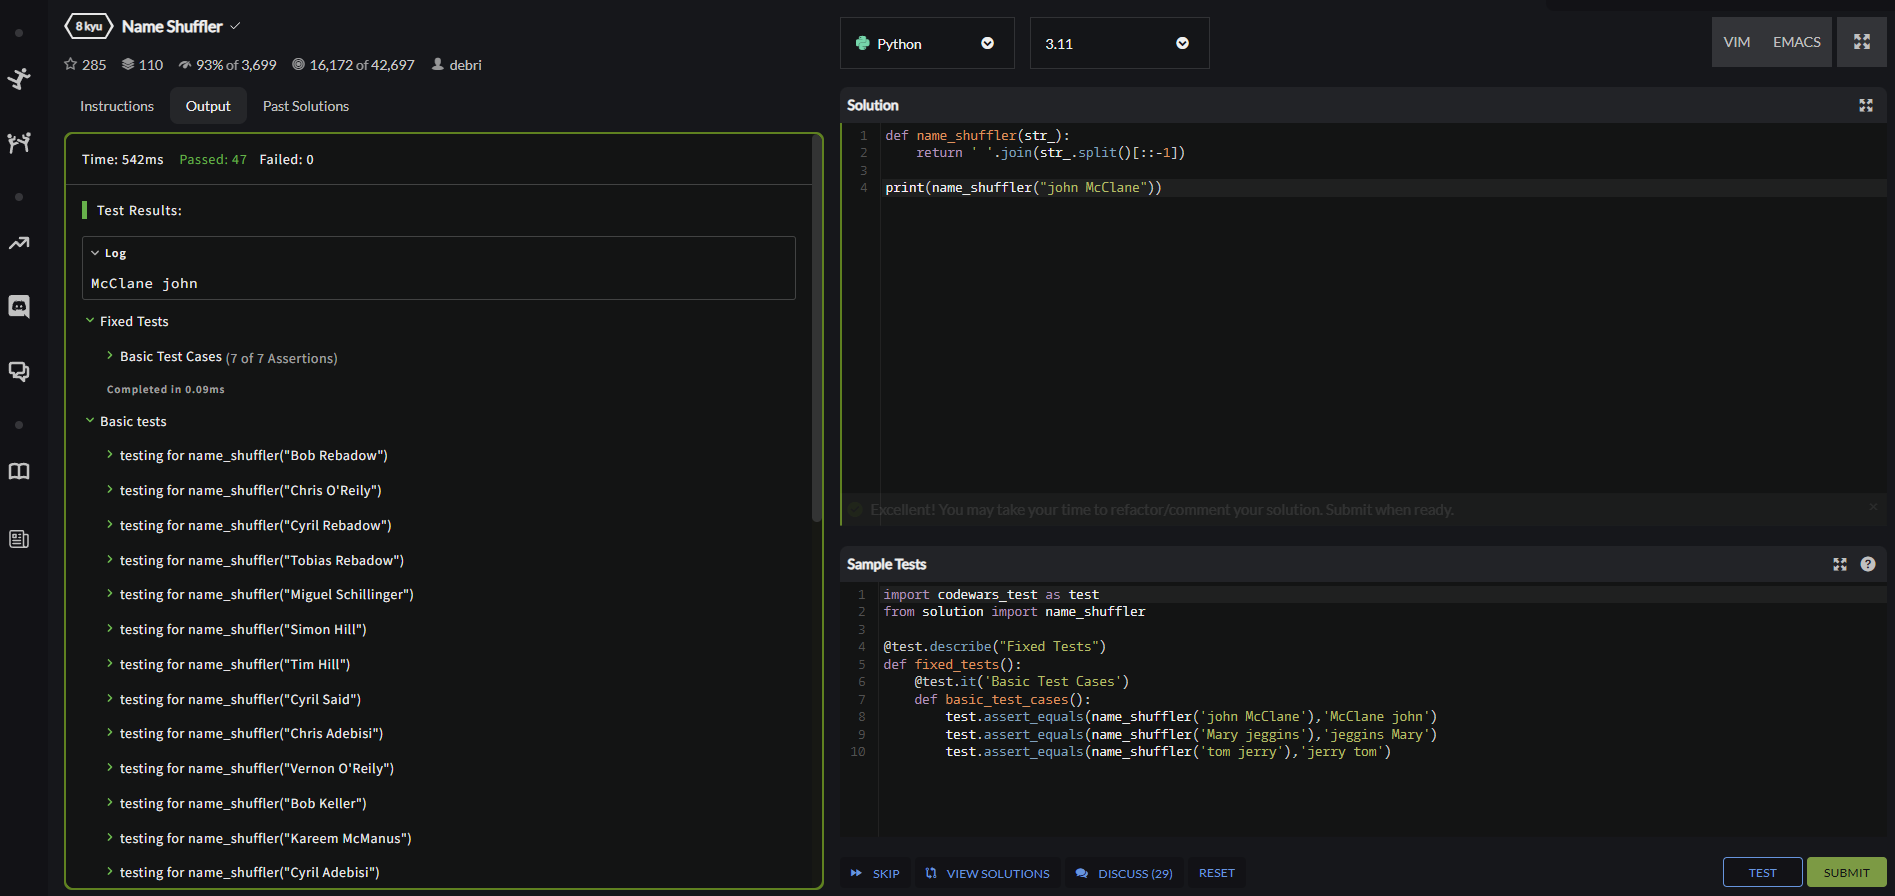 8 kyu Name Shuffler
285 110 93% of 3,699 16,172 of 42,697 debri
Instructions Output Past Solutions
Time: 542ms Passed: 47 Failed: 0
Test Results:
Log
McClane john
Fixed Tests
Basic Test Cases (7 of 7 Assertions)
Completed in 0.09ms
Basic tests
testing for name_shuffler("Bob Rebadow")
testing for name_shuffler("Chris O'Reily")
testing for name_shuffler("Cyril Rebadow")
testing for name_shuffler("Tobias Rebadow")
testing for name_shuffler("Miguel Schillinger")
testing for name_shuffler("Simon Hill")
testing for name_shuffler("Tim Hill")
testing for name_shuffler("Cyril Said")
testing for name_shuffler("Chris Adebisi")
testing for name_shuffler("Vernon O'Reily")
testing for name_shuffler("Bob Keller")
testing for name_shuffler("Kareem McManus")
testing for name_shuffler("Cyril Adebisi")
Python 3.11 VIM EMACS
Solution
1 def name_shuffler(str_):
2     return ' '.join(str_.split()[::-1])
3
4 print(name_shuffler("john McClane"))
Excellent! You may take your time to refactor/comment your solution. Submit when ready.
Sample Tests
1 import codewars_test as test
2 from solution import name_shuffler
3
4 @test.describe("Fixed Tests")
5 def fixed_tests():
6     @test.it('Basic Test Cases')
7     def basic_test_cases():
8         test.assert_equals(name_shuffler('john McClane'),'McClane john')
9         test.assert_equals(name_shuffler('Mary jeggins'),'jeggins Mary')
10         test.assert_equals(name_shuffler('tom jerry'),'jerry tom')
SKIP VIEW SOLUTIONS DISCUSS (29) RESET TEST SUBMIT